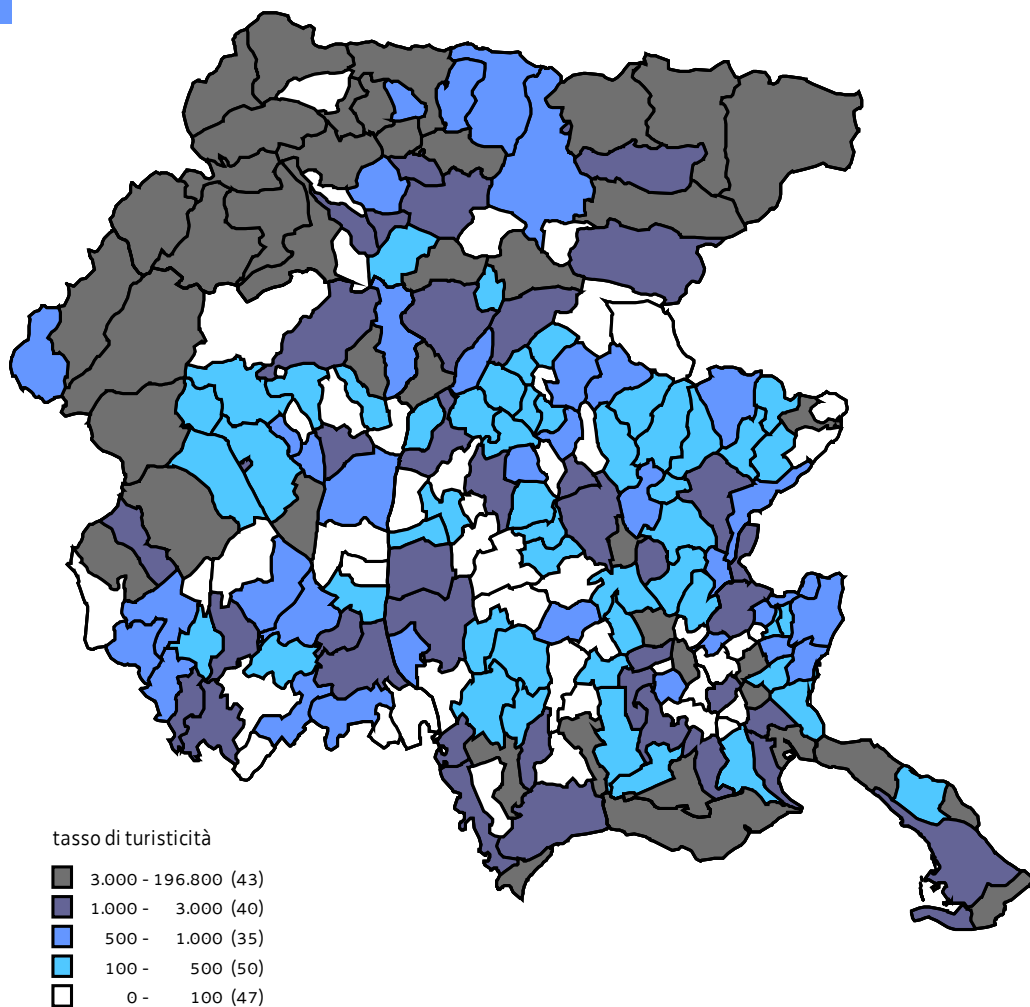 tasso di turisticità
3.000 - 196.800 (43)
1.000 - 3.000 (40)
500 - 1.000 (35)
100 - 500 (50)
0 - 100 (47)